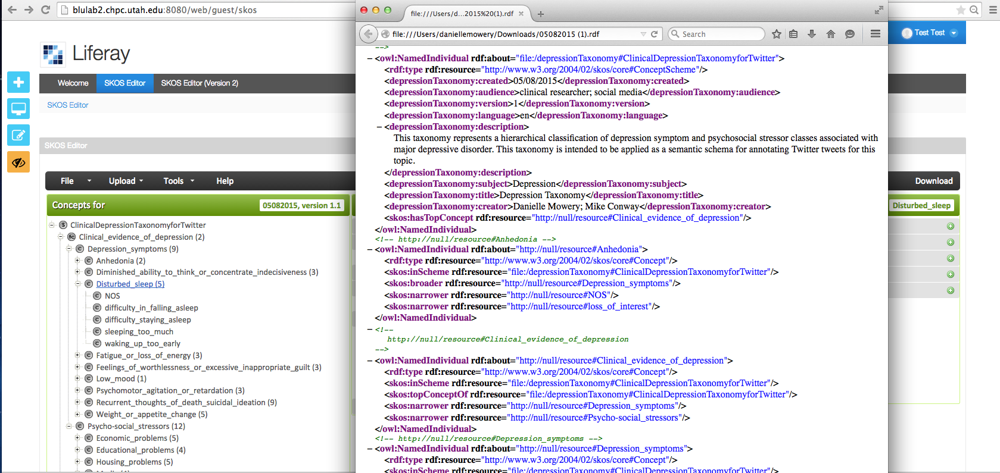 blulab2.chpc.utah.edu:8080/web/guest/skos
Liferay
Welcome
SKOS Editor
SKOS Editor (Version 2)
SKOS Editor
SKOS Editor
File
Upload
Tools
Help
Concepts for
05082015, version 1.1
ClinicalDepressionTaxonomyforTwitter
Clinical_evidence_of_depression (2)
Depression_symptoms (9)
Anhedonia (2)
Diminished_ability_to_think_or_concentrate_indecisiveness (3)
Disturbed_sleep (5)
NOS
difficulty_in_falling_asleep
difficulty_staying_asleep
sleeping_too_much
waking_up_too_early
Fatigue_or_loss_of_energy (3)
Feelings_of_worthlessness_or_excessive_inappropriate_guilt (3)
Low_mood (1)
Psychomotor_agitation_or_retardation (3)
Recurrent_thoughts_of_death_suicidal_ideation (9)
Weight_or_appetite_change (5)
Psycho-social_stressors (12)
Economic_problems (5)
Educational_problems (4)
Housing_problems (5)
file:///Users/d...2015%20(1).rdf
file:///Users/daniellemowery/Downloads/05082015 (1).rdf
Search
-->
<owl:NamedIndividual rdf:about="file:/depressionTaxonomy#ClinicalDepressionTaxonomyforTwitter">
<rdf:type rdf:resource="http://www.w3.org/2004/02/skos/core#ConceptScheme"/>
<depressionTaxonomy:created>05/08/2015</depressionTaxonomy:created>
<depressionTaxonomy:audience>clinical researcher; social media</depressionTaxonomy:audience>
<depressionTaxonomy:version>1</depressionTaxonomy:version>
<depressionTaxonomy:language>en</depressionTaxonomy:language>
<depressionTaxonomy:description>
This taxonomy represents a hierarchical classification of depression symptom and psychosocial stressor classes associated with
major depressive disorder. This taxonomy is intended to be applied as a semantic schema for annotating Twitter tweets for this
topic.
</depressionTaxonomy:description>
<depressionTaxonomy:subject>Depression</depressionTaxonomy:subject>
<depressionTaxonomy:title>Depression Taxonomy</depressionTaxonomy:title>
<depressionTaxonomy:creator>Danielle Mowery; Mike Conway</depressionTaxonomy:creator>
<skos:hasTopConcept rdf:resource="http://null/resource#Clinical_evidence_of_depression"/>
</owl:NamedIndividual>
<!-- http://null/resource#Anhedonia -->
<owl:NamedIndividual rdf:about="http://null/resource#Anhedonia">
<rdf:type rdf:resource="http://www.w3.org/2004/02/skos/core#Concept"/>
<skos:inScheme rdf:resource="file:/depressionTaxonomy#ClinicalDepressionTaxonomyforTwitter"/>
<skos:broader rdf:resource="http://null/resource#Depression_symptoms"/>
<skos:narrower rdf:resource="http://null/resource#NOS"/>
<skos:narrower rdf:resource="http://null/resource#loss_of_interest"/>
</owl:NamedIndividual>
<!--
http://null/resource#Clinical_evidence_of_depression
-->
<owl:NamedIndividual rdf:about="http://null/resource#Clinical_evidence_of_depression">
<rdf:type rdf:resource="http://www.w3.org/2004/02/skos/core#Concept"/>
<skos:inScheme rdf:resource="file:/depressionTaxonomy#ClinicalDepressionTaxonomyforTwitter"/>
<skos:topConceptOf rdf:resource="file:/depressionTaxonomy#ClinicalDepressionTaxonomyforTwitter"/>
<skos:narrower rdf:resource="http://null/resource#Depression_symptoms"/>
<skos:narrower rdf:resource="http://null/resource#Psycho-social_stressors"/>
</owl:NamedIndividual>
<!-- http://null/resource#Depression_symptoms -->
<owl:NamedIndividual rdf:about="http://null/resource#Depression_symptoms">
<rdf:type rdf:resource="http://www.w3.org/2004/02/skos/core#Concept"/>
<skos:inScheme rdf:resource="file:/depressionTaxonomy#ClinicalDepressionTaxonomyforTwitter"/>
Test Test
Download
Disturbed_sleep